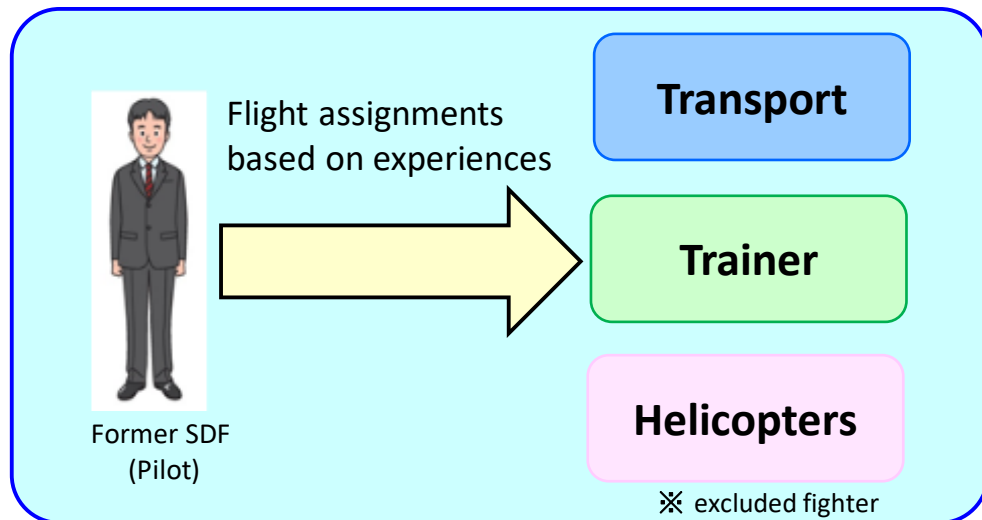 Flight assignments
based on experiences
Former SDF
(Pilot)
Transport
Trainer
Helicopters
※ excluded fighter